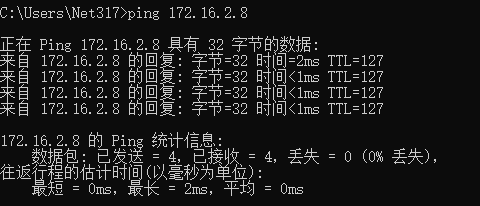 C:\Users\Net317>ping 172.16.2.8
正在 Ping 172.16.2.8 具有 32 字节的数据:
来自 172.16.2.8 的回复: 字节=32 时间=2ms TTL=127
来自 172.16.2.8 的回复: 字节=32 时间<1ms TTL=127
来自 172.16.2.8 的回复: 字节=32 时间<1ms TTL=127
来自 172.16.2.8 的回复: 字节=32 时间<1ms TTL=127
172.16.2.8 的 Ping 统计信息:
数据包: 已发送 = 4, 已接收 = 4, 丢失 = 0 (0% 丢失),
往返行程的估计时间(以毫秒为单位):
最短 = 0ms, 最长 = 2ms, 平均 = 0ms